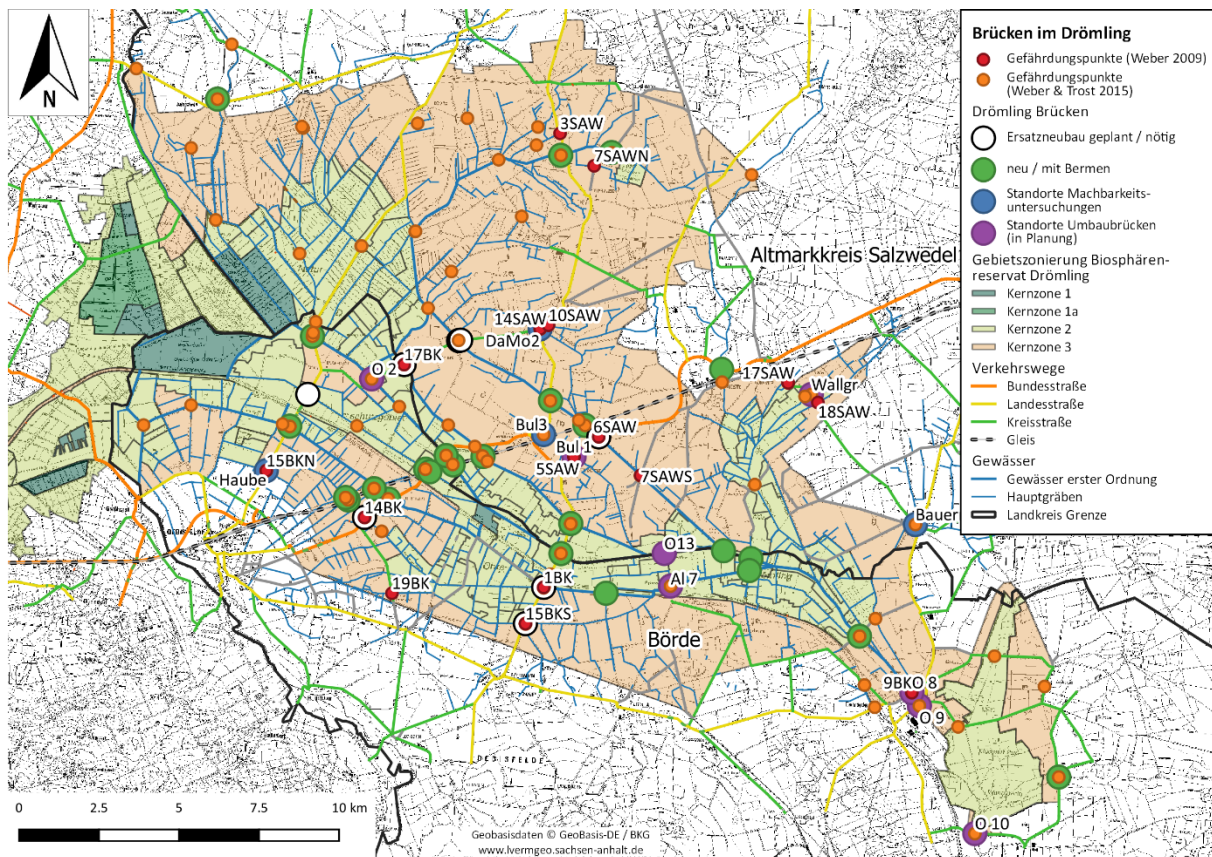 N
Brücken im Drömling
Gefährdungspunkte (Weber 2009)
Gefährdungspunkte
(Weber & Trost 2015)
Drömling Brücken
Ersatzneubau geplant / nötig
neu / mit Bermen
Standorte Machbarkeits-
untersuchungen
Standorte Umbaubrücken
(in Planung)
Gebietszonierung Biosphären-
reservat Drömling
Kernzone 1
Kernzone 1a
Kernzone 2
Kernzone 3
Verkehrswege
Bundesstraße
Landesstraße
Kreisstraße
Gleis
Gewässer
Gewässer erster Ordnung
Hauptgräben
Landkreis Grenze
3SAW
7SAWN
Altmarkkreis Salzwedel
14SAW
10SAW
DaMo2
17BK
O 2
17SAW
Wallgr
18SAW
Bul3
6SAW
Bul 1
5SAW
15BKN
Haube
7SAWS
14BK
Bauer
O13
19BK
1BK
Al 7
15BKS
Börde
9BK
O 8
O 9
O 10
0
2.5
5
7.5
10 km
Geobasisdaten © GeoBasis-DE / BKG
www.lvermgeo.sachsen-anhalt.de